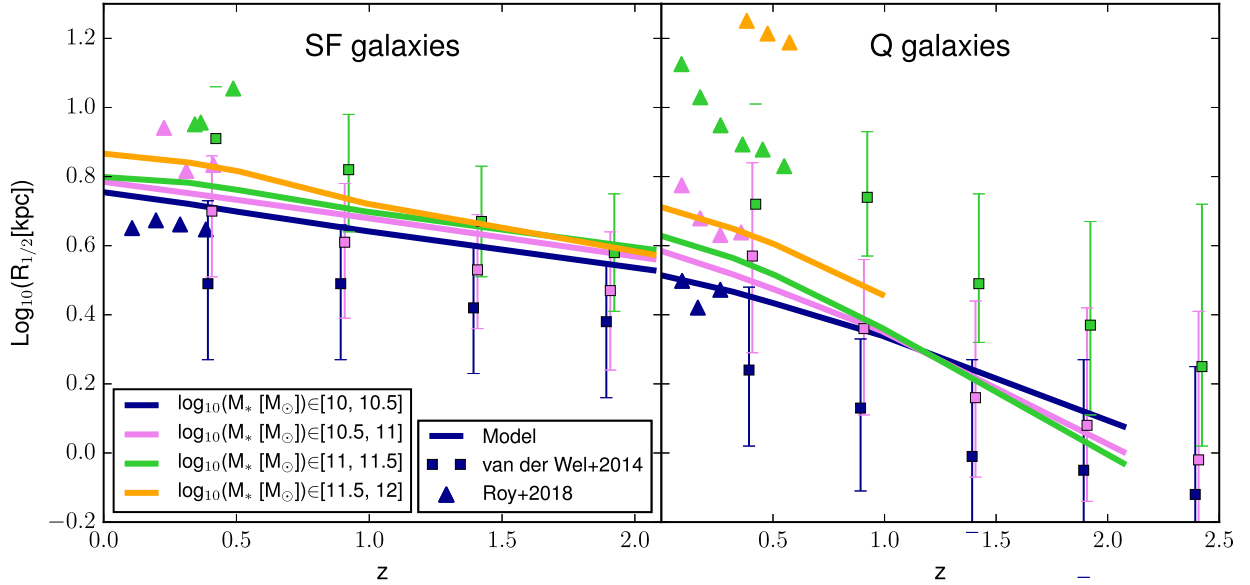 SF galaxies
Q galaxies
Log₁₀(R₁/₂[kpc])
1.2
1.0
0.8
0.6
0.4
0.2
0.0
−0.2
log₁₀(M* [M⊙])∈[10, 10.5]
log₁₀(M* [M⊙])∈[10.5, 11]
log₁₀(M* [M⊙])∈[11, 11.5]
log₁₀(M* [M⊙])∈[11.5, 12]
Model
van der Wel+2014
Roy+2018
0.0 0.5 1.0 1.5 2.0
0.5 1.0 1.5 2.0 2.5
z
z